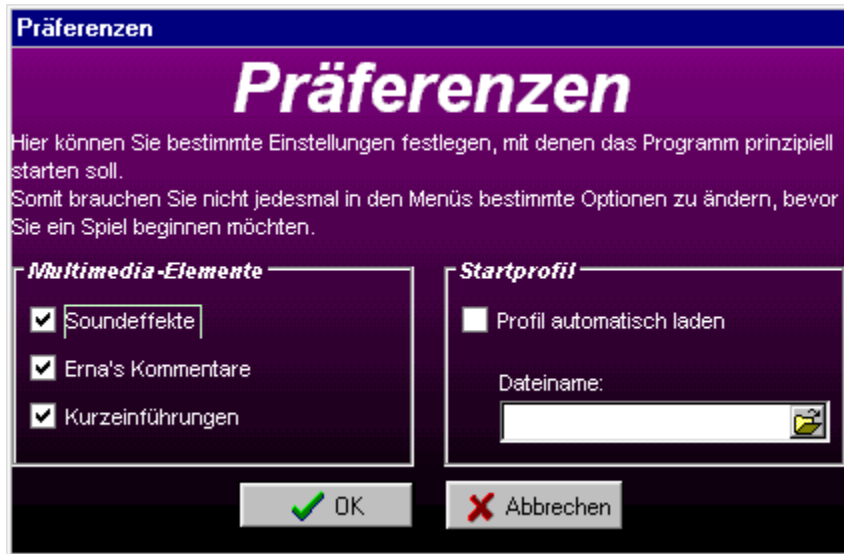 Präferenzen
Präferenzen
Hier können Sie bestimmte Einstellungen festlegen, mit denen das Programm prinzipiell
starten soll.
Somit brauchen Sie nicht jedesmal in den Menüs bestimmte Optionen zu ändern, bevor
Sie ein Spiel beginnen möchten.
Multimedia-Elemente
Soundeffekte
Erna's Kommentare
Kurzeinführungen
Startprofil
Profil automatisch laden
Dateiname:
OK
Abbrechen